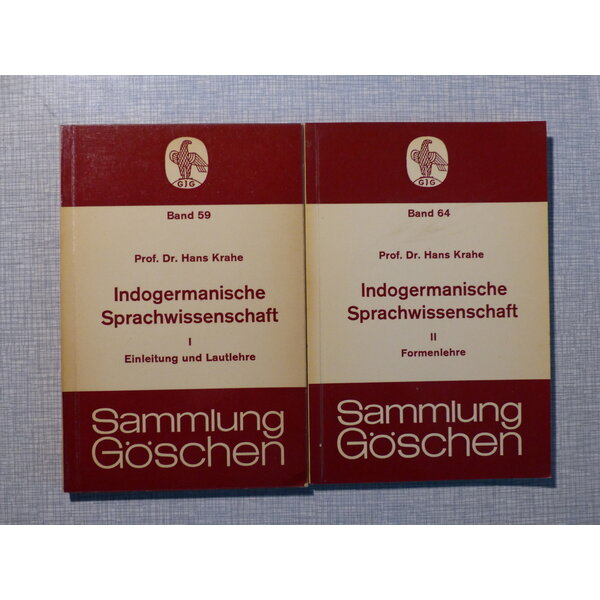 GJG
Band 59
Prof. Dr. Hans Krahe
Indogermanische
Sprachwissenschaft
I
Einleitung und Lautlehre
Sammlung
Göschen
GJG
Band 64
Prof. Dr. Hans Krahe
Indogermanische
Sprachwissenschaft
II
Formenlehre
Sammlung
Göschen